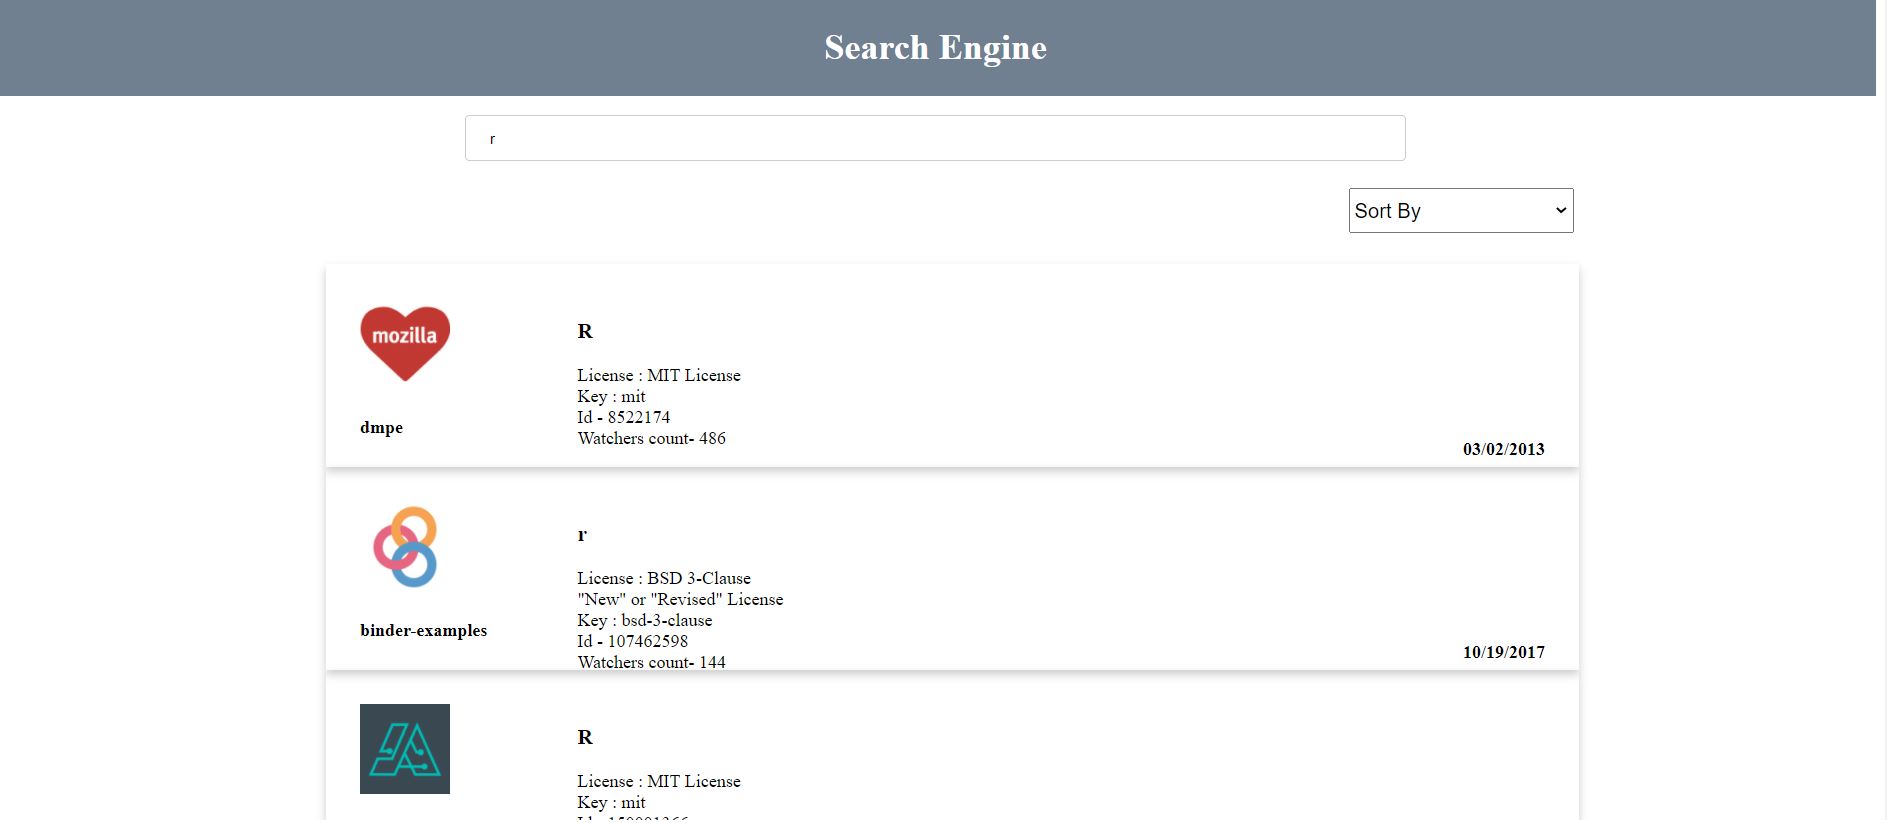 Search Engine
r
Sort By
mozilla
R
License : MIT License
Key : mit
Id - 8522174
Watchers count- 486
dmpe
03/02/2013
r
License : BSD 3-Clause
"New" or "Revised" License
Key : bsd-3-clause
Id - 107462598
Watchers count- 144
binder-examples
10/19/2017
R
License : MIT License
Key : mit